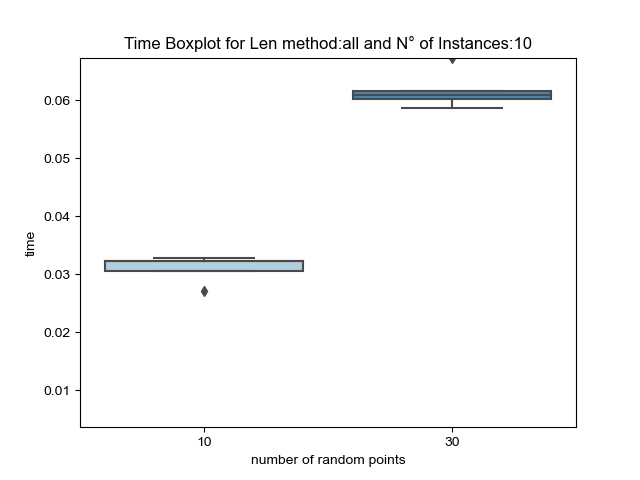 Time Boxplot for Len method:all and N° of Instances:10
0.06
0.05
0.04
0.03
0.02
0.01
time
10 30
number of random points